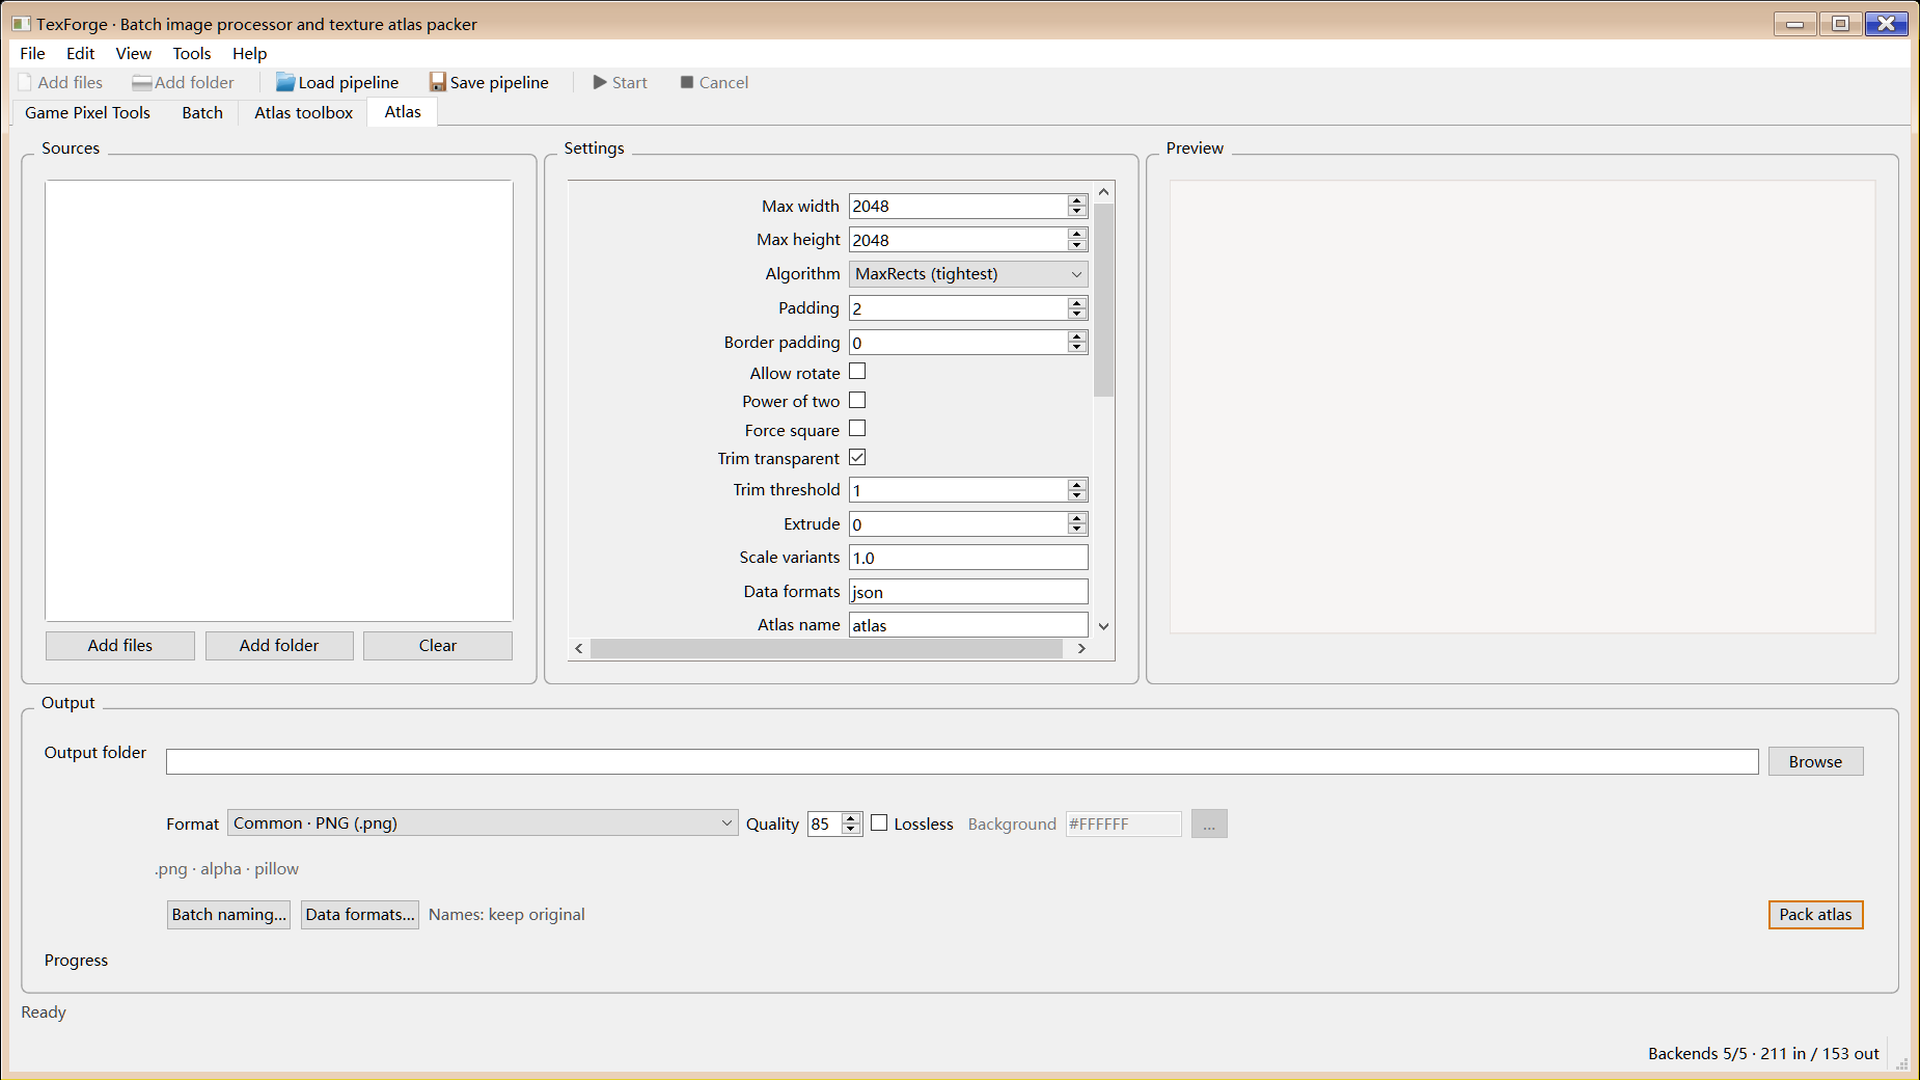 TexForge · Batch image processor and texture atlas packer
File Edit View Tools Help
Add files Add folder Load pipeline Save pipeline Start Cancel
Game Pixel Tools Batch Atlas toolbox Atlas
Sources
Add files Add folder Clear
Settings
Max width 2048
Max height 2048
Algorithm MaxRects (tightest)
Padding 2
Border padding 0
Allow rotate
Power of two
Force square
Trim transparent
Trim threshold 1
Extrude 0
Scale variants 1.0
Data formats json
Atlas name atlas
Preview
Output
Output folder Browse
Format Common · PNG (.png) Quality 85 Lossless Background #FFFFFF ...
.png · alpha · pillow
Batch naming... Data formats... Names: keep original Pack atlas
Progress
Ready
Backends 5/5 · 211 in / 153 out